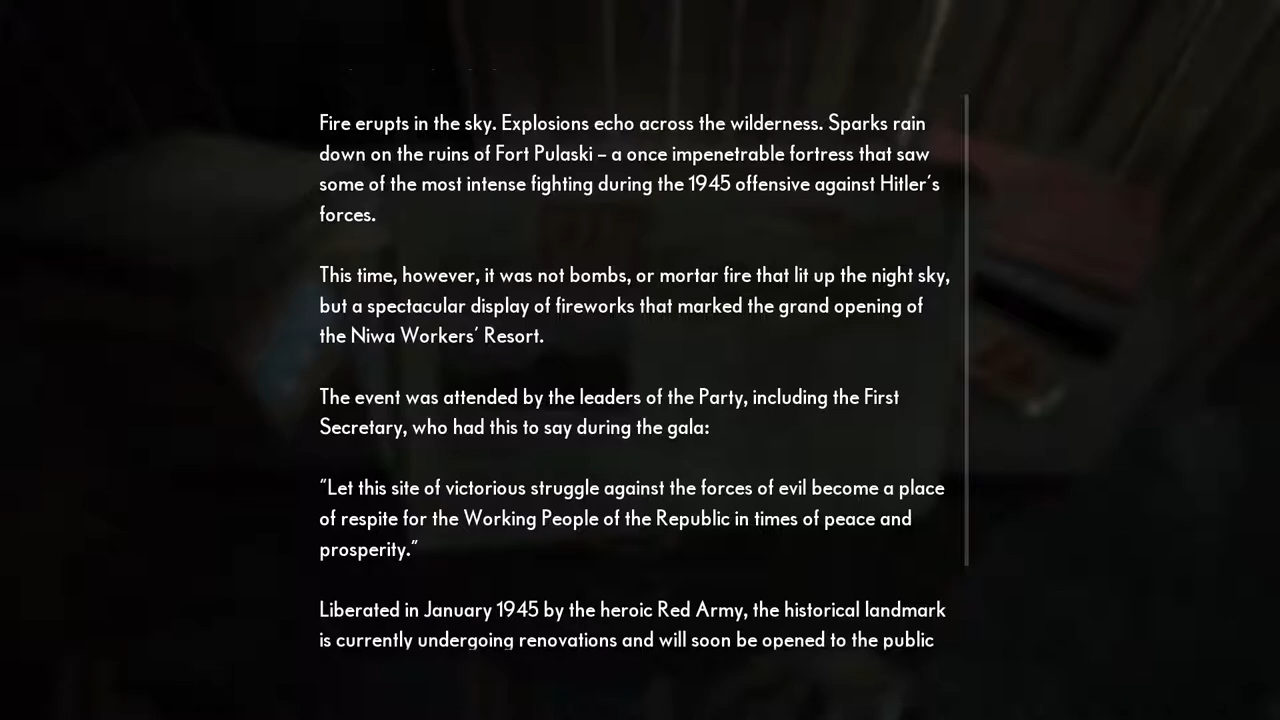 Fire erupts in the sky. Explosions echo across the wilderness. Sparks rain
down on the ruins of Fort Pulaski – a once impenetrable fortress that saw
some of the most intense fighting during the 1945 offensive against Hitler's
forces.
This time, however, it was not bombs, or mortar fire that lit up the night sky,
but a spectacular display of fireworks that marked the grand opening of
the Niwa Workers' Resort.
The event was attended by the leaders of the Party, including the First
Secretary, who had this to say during the gala:
“Let this site of victorious struggle against the forces of evil become a place
of respite for the Working People of the Republic in times of peace and
prosperity.”
Liberated in January 1945 by the heroic Red Army, the historical landmark
is currently undergoing renovations and will soon be opened to the public